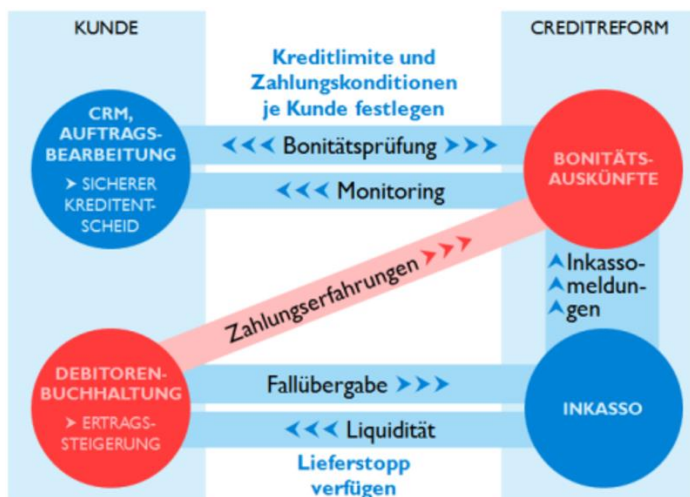 KUNDE
CREDITREFORM
Kreditlimite und
Zahlungskonditionen
je Kunde festlegen
CRM,
AUFTRAGS-
BEARBEITUNG
➤ SICHERER
KREDITENT-
SCHEID
Bonitätsprüfung
Monitoring
BONITÄTS-
AUSKÜNFTE
Zahlungserfahrungen
Inkasso-
meldun-
gen
DEBITOREN-
BUCHHALTUNG
➤ ERTRAGS-
STEIGERUNG
Fallübergabe
Liquidität
INKASSO
Lieferstopp
verfügen